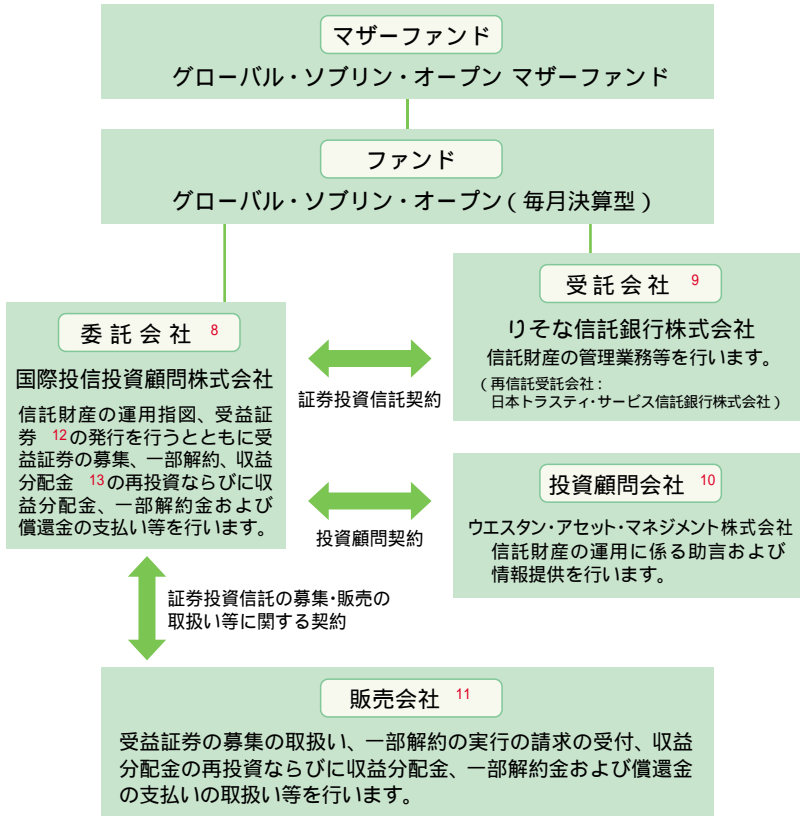 マザーファンド
グローバル・ソブリン・オープン マザーファンド
ファンド
グローバル・ソブリン・オープン(毎月決算型)
委託会社 8
国際投信投資顧問株式会社
信託財産の運用指図、受益証
券 12の発行を行うとともに受
益証券の募集、一部解約、収益
分配金 13の再投資ならびに収
益分配金、一部解約金および
償還金の支払い等を行います。
証券投資信託契約
受託会社 9
りそな信託銀行株式会社
信託財産の管理業務等を行います。
(再信託受託会社:
日本トラスティ・サービス信託銀行株式会社)
投資顧問契約
投資顧問会社 10
ウエスタン・アセット・マネジメント株式会社
信託財産の運用に係る助言および
情報提供を行います。
証券投資信託の募集・販売の
取扱い等に関する契約
販売会社 11
受益証券の募集の取扱い、一部解約の実行の請求の受付、収益
分配金の再投資ならびに収益分配金、一部解約金および償還金
の支払いの取扱い等を行います。